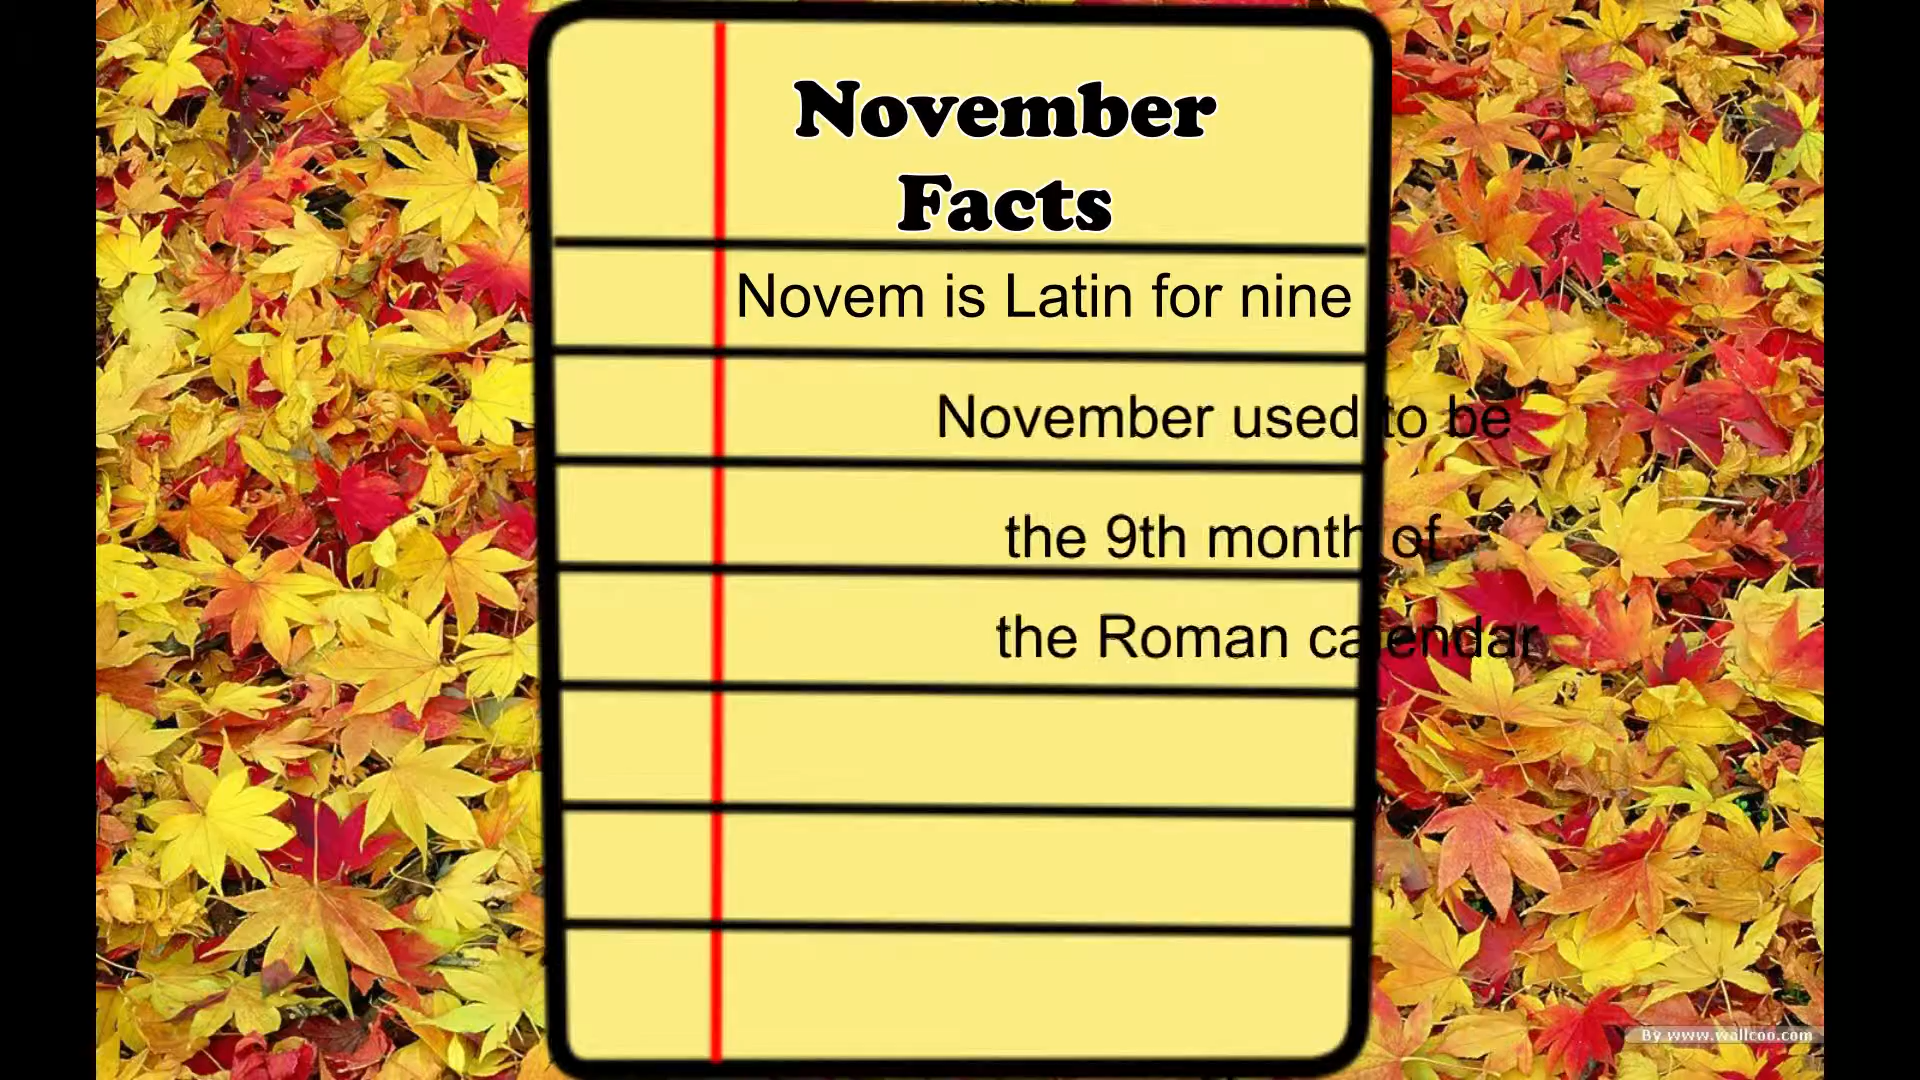 November
Facts
Novem is Latin for nine
November used to be
the 9th month of
the Roman calendar
By www.wallcoo.com